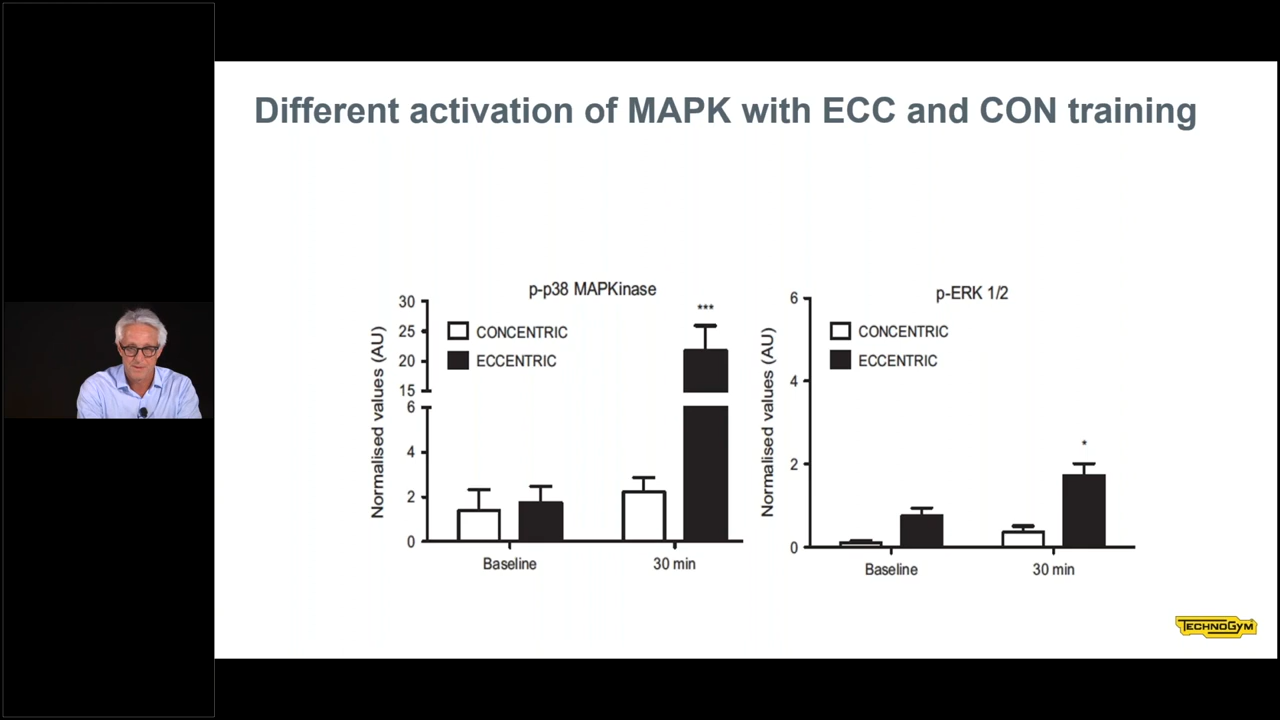 Different activation of MAPK with ECC and CON training
p-p38 MAPKinase
Normalised values (AU)
30
25
20
15
6
4
2
0
CONCENTRIC
ECCENTRIC
***
Baseline
30 min
p-ERK 1/2
Normalised values (AU)
6
4
2
0
CONCENTRIC
ECCENTRIC
*
Baseline
30 min
TECHNOGYM